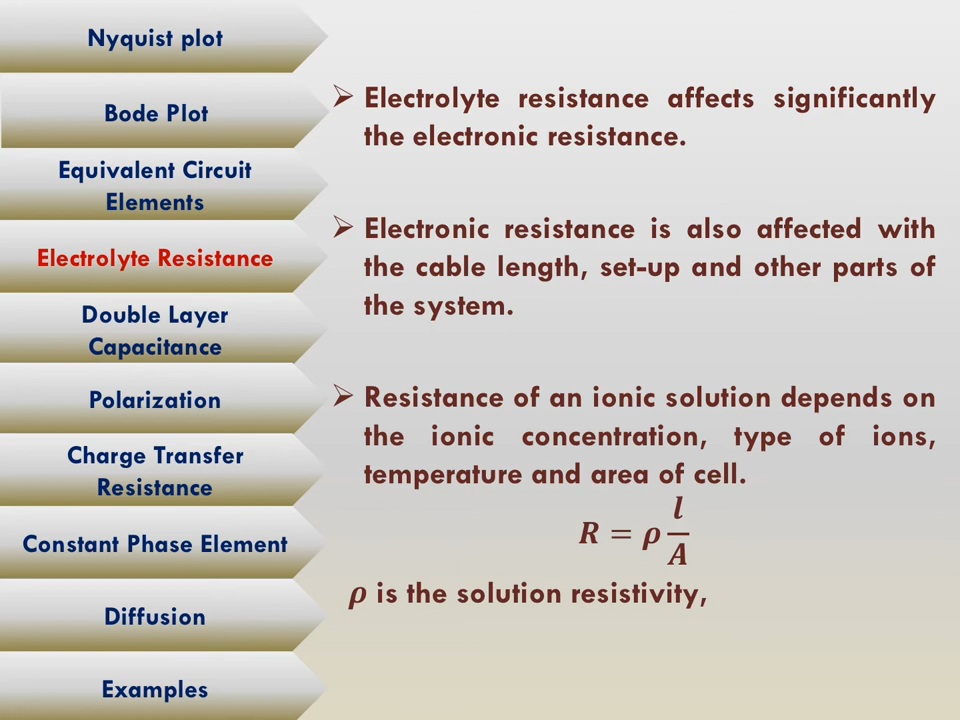 Nyquist plot
Bode Plot
Equivalent Circuit
Elements
Electrolyte Resistance
Double Layer
Capacitance
Polarization
Charge Transfer
Resistance
Constant Phase Element
Diffusion
Examples
➢ Electrolyte resistance affects significantly
the electronic resistance.
➢ Electronic resistance is also affected with
the cable length, set-up and other parts of
the system.
➢ Resistance of an ionic solution depends on
the ionic concentration, type of ions,
temperature and area of cell.
R = ρ l/A
ρ is the solution resistivity,